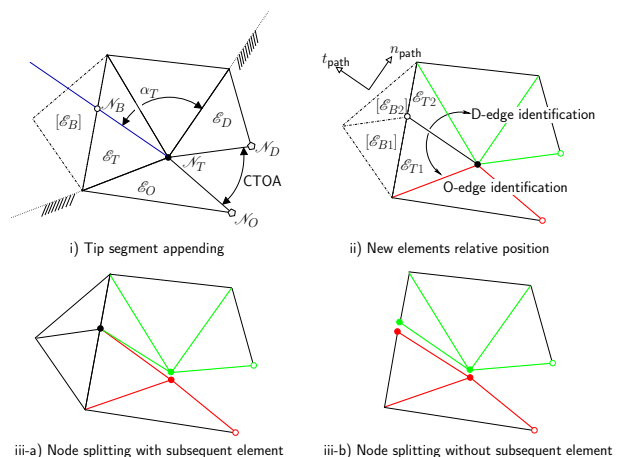 α_T
𝒩_B
[ℰ_B]
ℰ_D
ℰ_T
𝒩_T
𝒩_D
ℰ_O
CTOA
𝒩_O
i) Tip segment appending
t_path
n_path
[ℰ_B2]
ℰ_T2
D-edge identification
[ℰ_B1]
ℰ_T1
O-edge identification
ii) New elements relative position
iii-a) Node splitting with subsequent element
iii-b) Node splitting without subsequent element